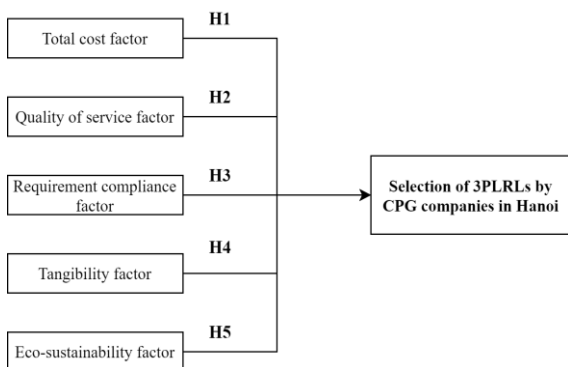 H1
Total cost factor
H2
Quality of service factor
H3
Requirement compliance
factor
Selection of 3PLRLs by
CPG companies in Hanoi
H4
Tangibility factor
H5
Eco-sustainability factor